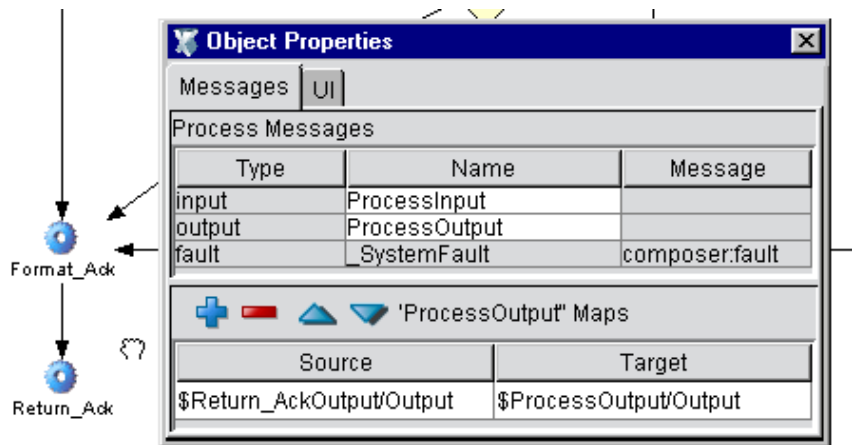 Object Properties
Messages UI
Process Messages
Type Name Message
input ProcessInput
output ProcessOutput
fault _SystemFault composer:fault
Format_Ack
'ProcessOutput" Maps
Source Target
$Return_AckOutput/Output $ProcessOutput/Output
Return_Ack